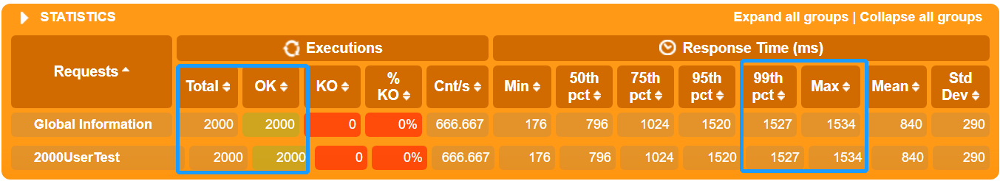 STATISTICS Expand all groups | Collapse all groups
Executions Response Time (ms)
Requests Total OK KO % KO Cnt/s Min 50th pct 75th pct 95th pct 99th pct Max Mean Std Dev
Global Information 2000 2000 0 0% 666.667 176 796 1024 1520 1527 1534 840 290
2000UserTest 2000 2000 0 0% 666.667 176 796 1024 1520 1527 1534 840 290